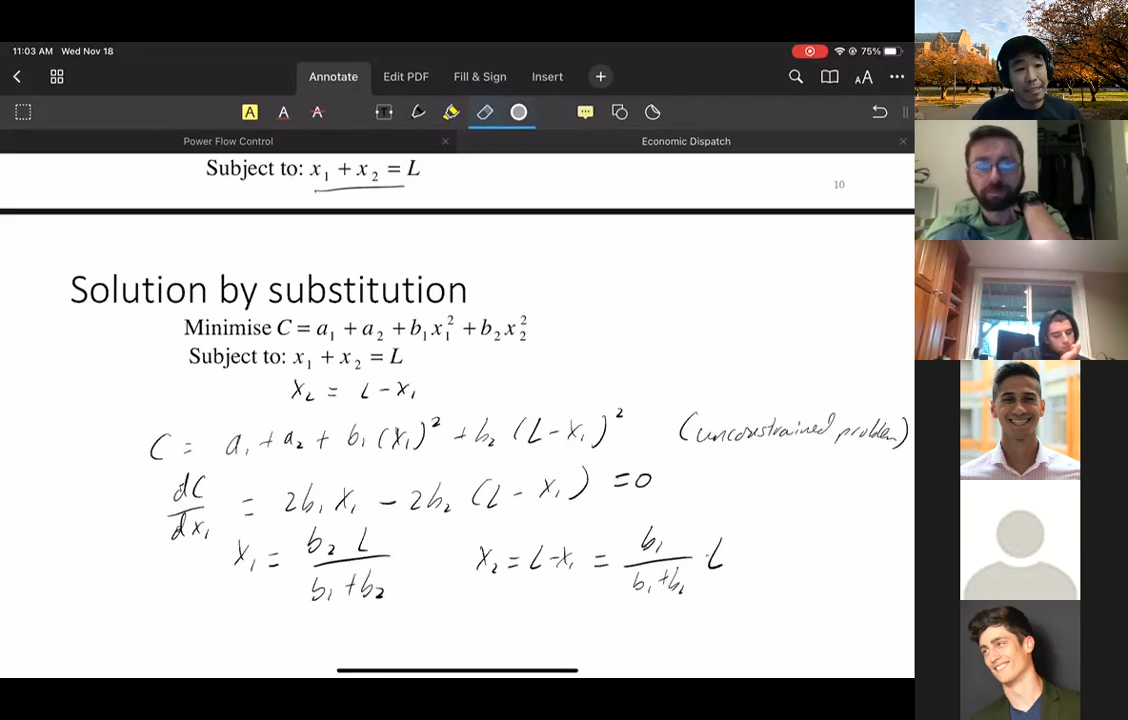 11:03 AM Wed Nov 18
75%
Annotate Edit PDF Fill & Sign Insert
Power Flow Control
Economic Dispatch
Subject to: x₁ + x₂ = L
10
Solution by substitution
Minimise C = a₁ + a₂ + b₁x₁² + b₂x₂²
Subject to: x₁ + x₂ = L
x₂ = L - x₁
C = a₁ + a₂ + b₁(x₁)² + b₂(L - x₁)² (unconstrained problem)
dC/dx₁ = 2b₁x₁ - 2b₂(L - x₁) = 0
x₁ = b₂L/(b₁ + b₂) x₂ = L - x₁ = b₁/(b₁ + b₂) · L